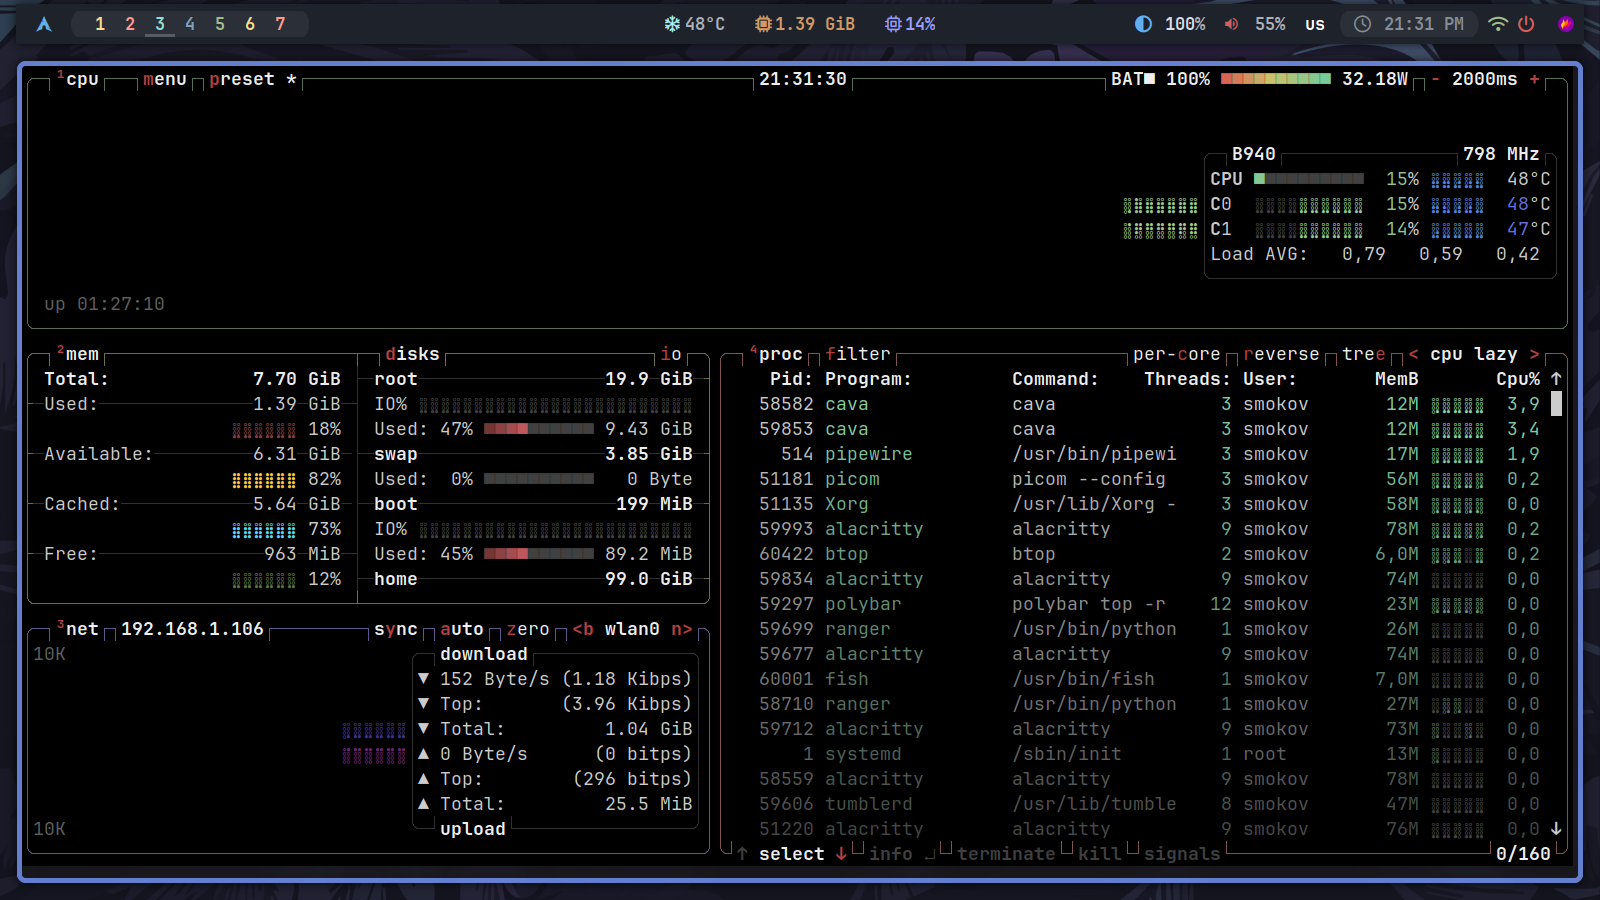 1 2 3 4 5 6 7 48°C 1.39 GiB 14% 100% 55% US 21:31 PM
1cpu menu preset * 21:31:30 BAT■ 100% 32.18W - 2000ms +
B940 798 MHz
CPU 15% 48°C
C0 15% 48°C
C1 14% 47°C
Load AVG: 0,79 0,59 0,42
up 01:27:10
2mem disks io
Total: 7.70 GiB root 19.9 GiB
Used: 1.39 GiB IO%
18% Used: 47% 9.43 GiB
Available: 6.31 GiB swap 3.85 GiB
82% Used: 0% 0 Byte
Cached: 5.64 GiB boot 199 MiB
73% IO%
Free: 963 MiB Used: 45% 89.2 MiB
12% home 99.0 GiB
3net 192.168.1.106 sync auto zero <b wlan0 n>
10K download
▼ 152 Byte/s (1.18 Kibps)
▼ Top: (3.96 Kibps)
▼ Total: 1.04 GiB
▲ 0 Byte/s (0 bitps)
▲ Top: (296 bitps)
▲ Total: 25.5 MiB
10K upload
4proc filter per-core reverse tree < cpu lazy >
Pid: Program: Command: Threads: User: MemB Cpu% ↑
58582 cava cava 3 smokov 12M 3,9
59853 cava cava 3 smokov 12M 3,4
514 pipewire /usr/bin/pipewi 3 smokov 17M 1,9
51181 picom picom --config 3 smokov 56M 0,2
51135 Xorg /usr/lib/Xorg - 3 smokov 58M 0,0
59993 alacritty alacritty 9 smokov 78M 0,2
60422 btop btop 2 smokov 6,0M 0,2
59834 alacritty alacritty 9 smokov 74M 0,0
59297 polybar polybar top -r 12 smokov 23M 0,0
59699 ranger /usr/bin/python 1 smokov 26M 0,0
59677 alacritty alacritty 9 smokov 74M 0,0
60001 fish /usr/bin/fish 1 smokov 7,0M 0,0
58710 ranger /usr/bin/python 1 smokov 27M 0,0
59712 alacritty alacritty 9 smokov 73M 0,0
1 systemd /sbin/init 1 root 13M 0,0
58559 alacritty alacritty 9 smokov 78M 0,0
59606 tumblerd /usr/lib/tumble 8 smokov 47M 0,0
51220 alacritty alacritty 9 smokov 76M 0,0 ↓
↑ select ↓ info ↵ terminate kill signals 0/160